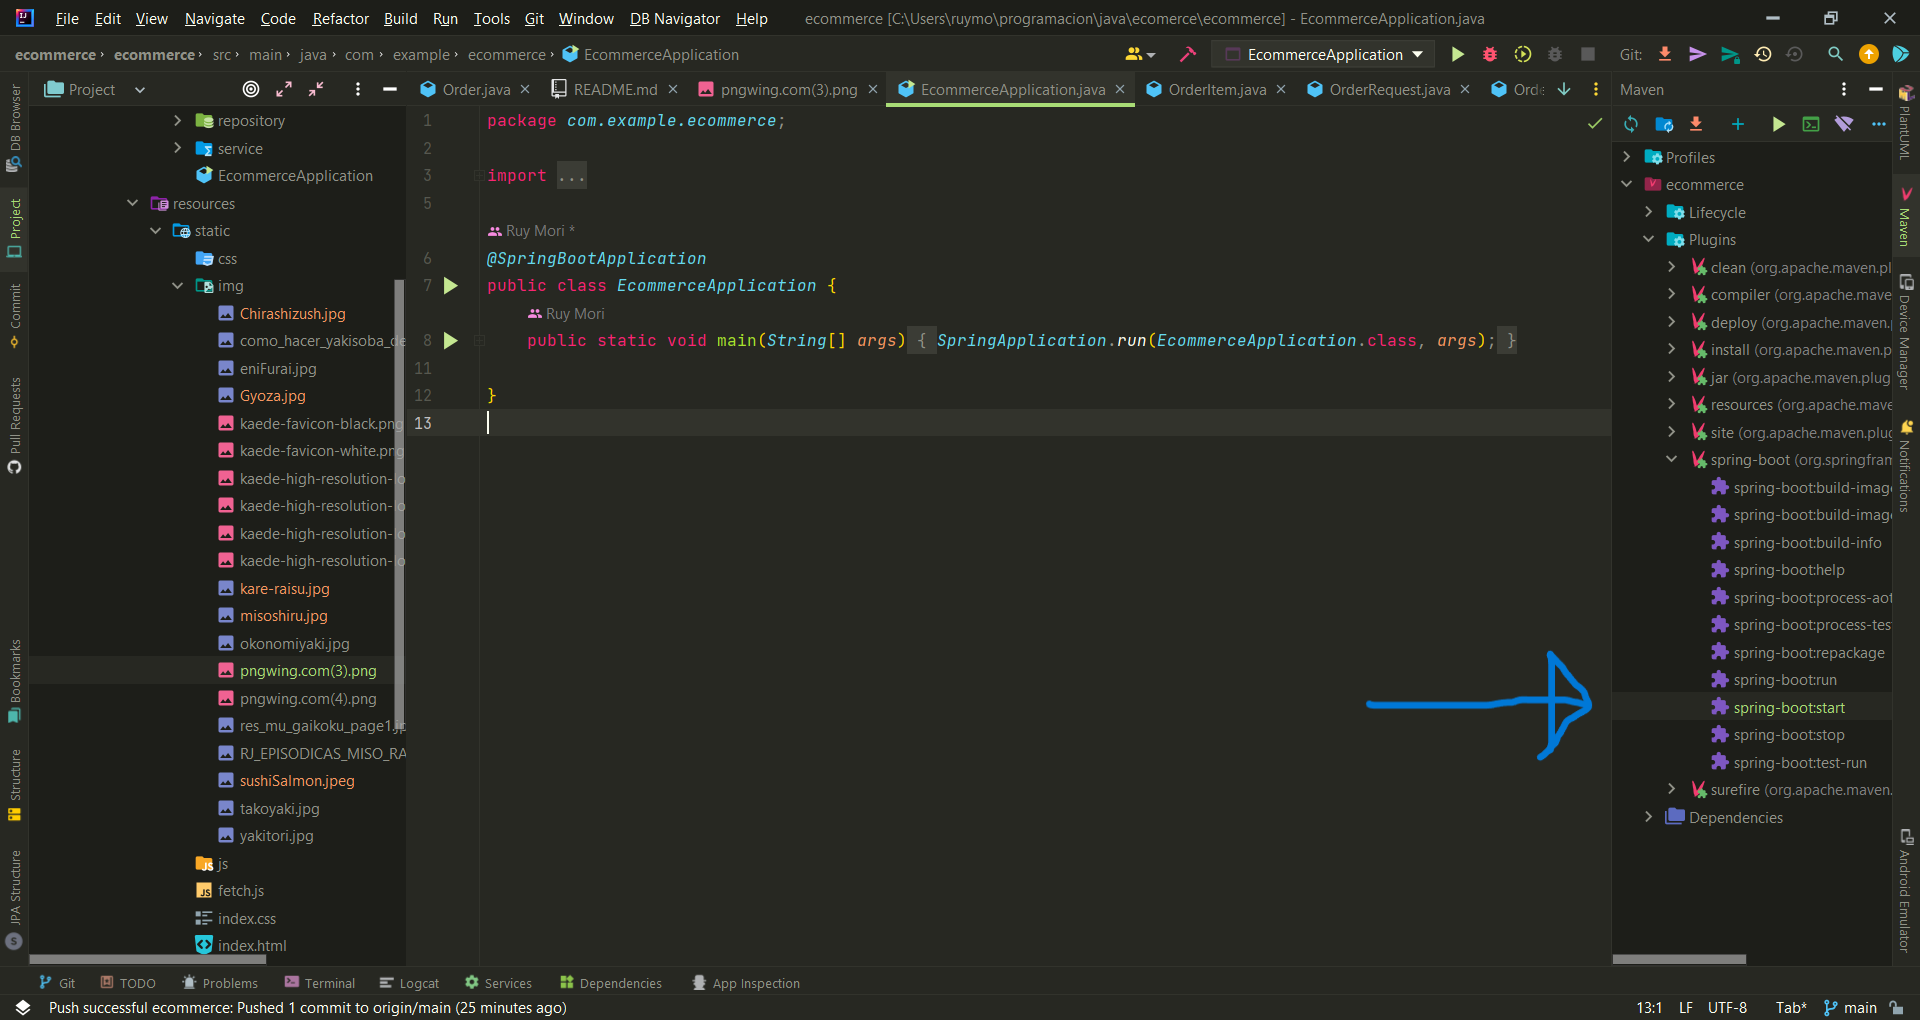 File Edit View Navigate Code Refactor Build Run Tools Git Window DB Navigator Help ecommerce [C:\Users\ruymo\programacion\java\ecomerce\ecommerce] - EcommerceApplication.java
ecommerce › ecommerce › src › main › java › com › example › ecommerce › EcommerceApplication
EcommerceApplication
Git:
DB Browser
Project
Commit
Pull Requests
Bookmarks
Structure
JPA Structure
Project
repository
service
EcommerceApplication
resources
static
css
img
Chirashizush.jpg
como_hacer_yakisoba_de
eniFurai.jpg
Gyoza.jpg
kaede-favicon-black.png
kaede-favicon-white.png
kaede-high-resolution-lo
kaede-high-resolution-lo
kaede-high-resolution-lo
kaede-high-resolution-lo
kare-raisu.jpg
misoshiru.jpg
okonomiyaki.jpg
pngwing.com(3).png
pngwing.com(4).png
res_mu_gaikoku_page1.jp
RJ_EPISODICAS_MISO_RA
sushiSalmon.jpeg
takoyaki.jpg
yakitori.jpg
js
fetch.js
index.css
index.html
Order.java README.md pngwing.com(3).png EcommerceApplication.java OrderItem.java OrderRequest.java Ord
1 package com.example.ecommerce;
2
3 import ...
5
Ruy Mori *
6 @SpringBootApplication
7 public class EcommerceApplication {
Ruy Mori
8 public static void main(String[] args) { SpringApplication.run(EcommerceApplication.class, args); }
11
12 }
13
Maven
Profiles
ecommerce
Lifecycle
Plugins
clean (org.apache.maven.pl
compiler (org.apache.mave
deploy (org.apache.maven.
install (org.apache.maven.p
jar (org.apache.maven.plug
resources (org.apache.mave
site (org.apache.maven.plug
spring-boot (org.springfram
spring-boot:build-image
spring-boot:build-image
spring-boot:build-info
spring-boot:help
spring-boot:process-aot
spring-boot:process-test
spring-boot:repackage
spring-boot:run
spring-boot:start
spring-boot:stop
spring-boot:test-run
surefire (org.apache.maven.
Dependencies
PlantUML
Maven
Device Manager
Notifications
Android Emulator
Git TODO Problems Terminal Logcat Services Dependencies App Inspection
Push successful ecommerce: Pushed 1 commit to origin/main (25 minutes ago)
13:1 LF UTF-8 Tab* main